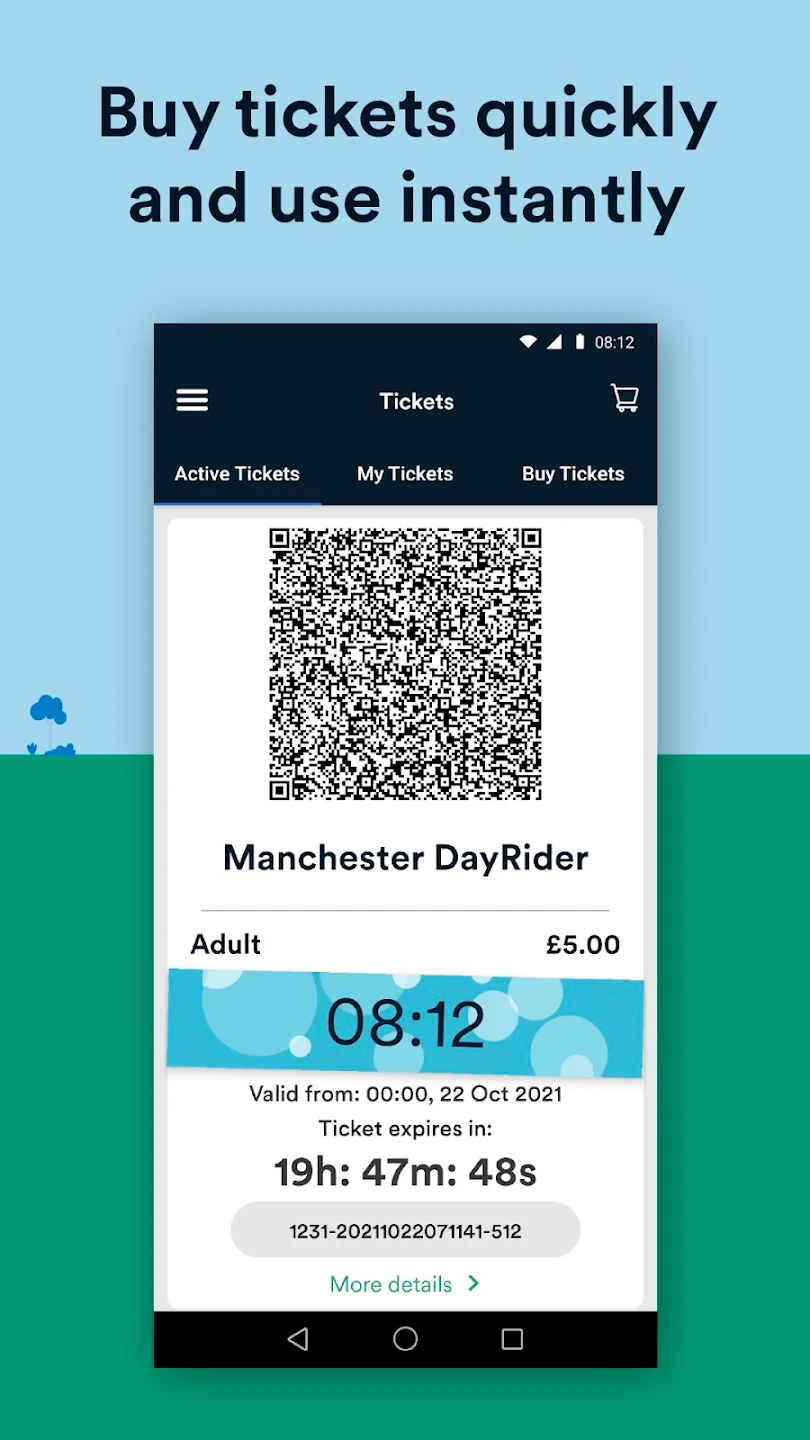 Buy tickets quickly
and use instantly
08:12
Tickets
Active Tickets My Tickets Buy Tickets
Manchester DayRider
Adult £5.00
08:12
Valid from: 00:00, 22 Oct 2021
Ticket expires in:
19h: 47m: 48s
1231-20211022071141-512
More details